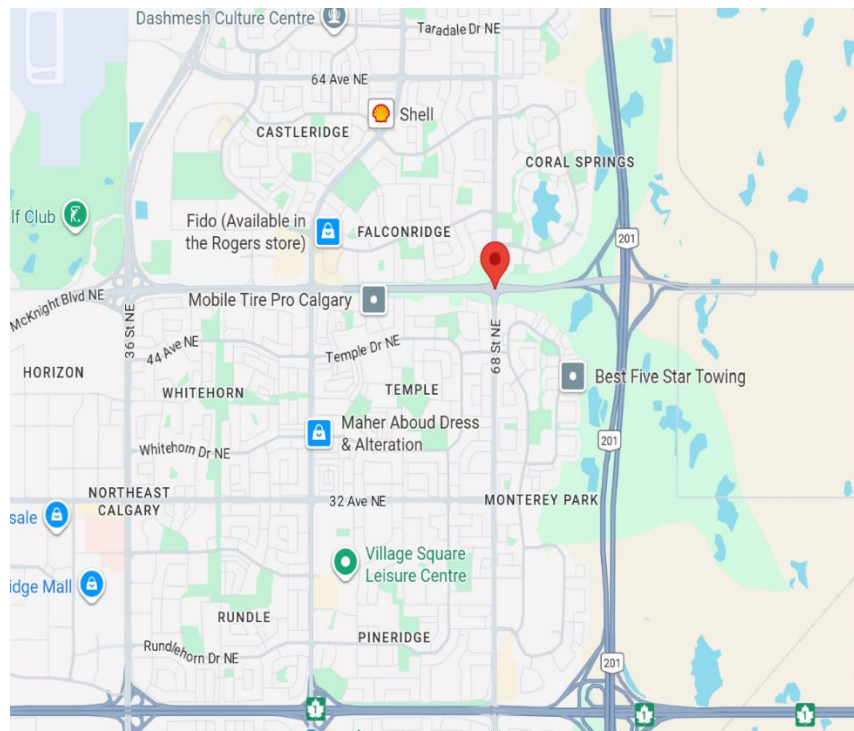 Dashmesh Culture Centre
Taradale Dr NE
64 Ave NE
Shell
CASTLERIDGE
CORAL SPRINGS
lf Club
Fido (Available in
the Rogers store)
FALCONRIDGE
201
McKnight Blvd NE
Mobile Tire Pro Calgary
36 St NE
44 Ave NE
Temple Dr NE
68 St NE
HORIZON
WHITEHORN
TEMPLE
Best Five Star Towing
Maher Aboud Dress
& Alteration
Whitehorn Dr NE
201
NORTHEAST
CALGARY
32 Ave NE
MONTEREY PARK
sale
Village Square
Leisure Centre
idge Mall
RUNDLE
PINERIDGE
Rundlehorn Dr NE
201
1
1
1